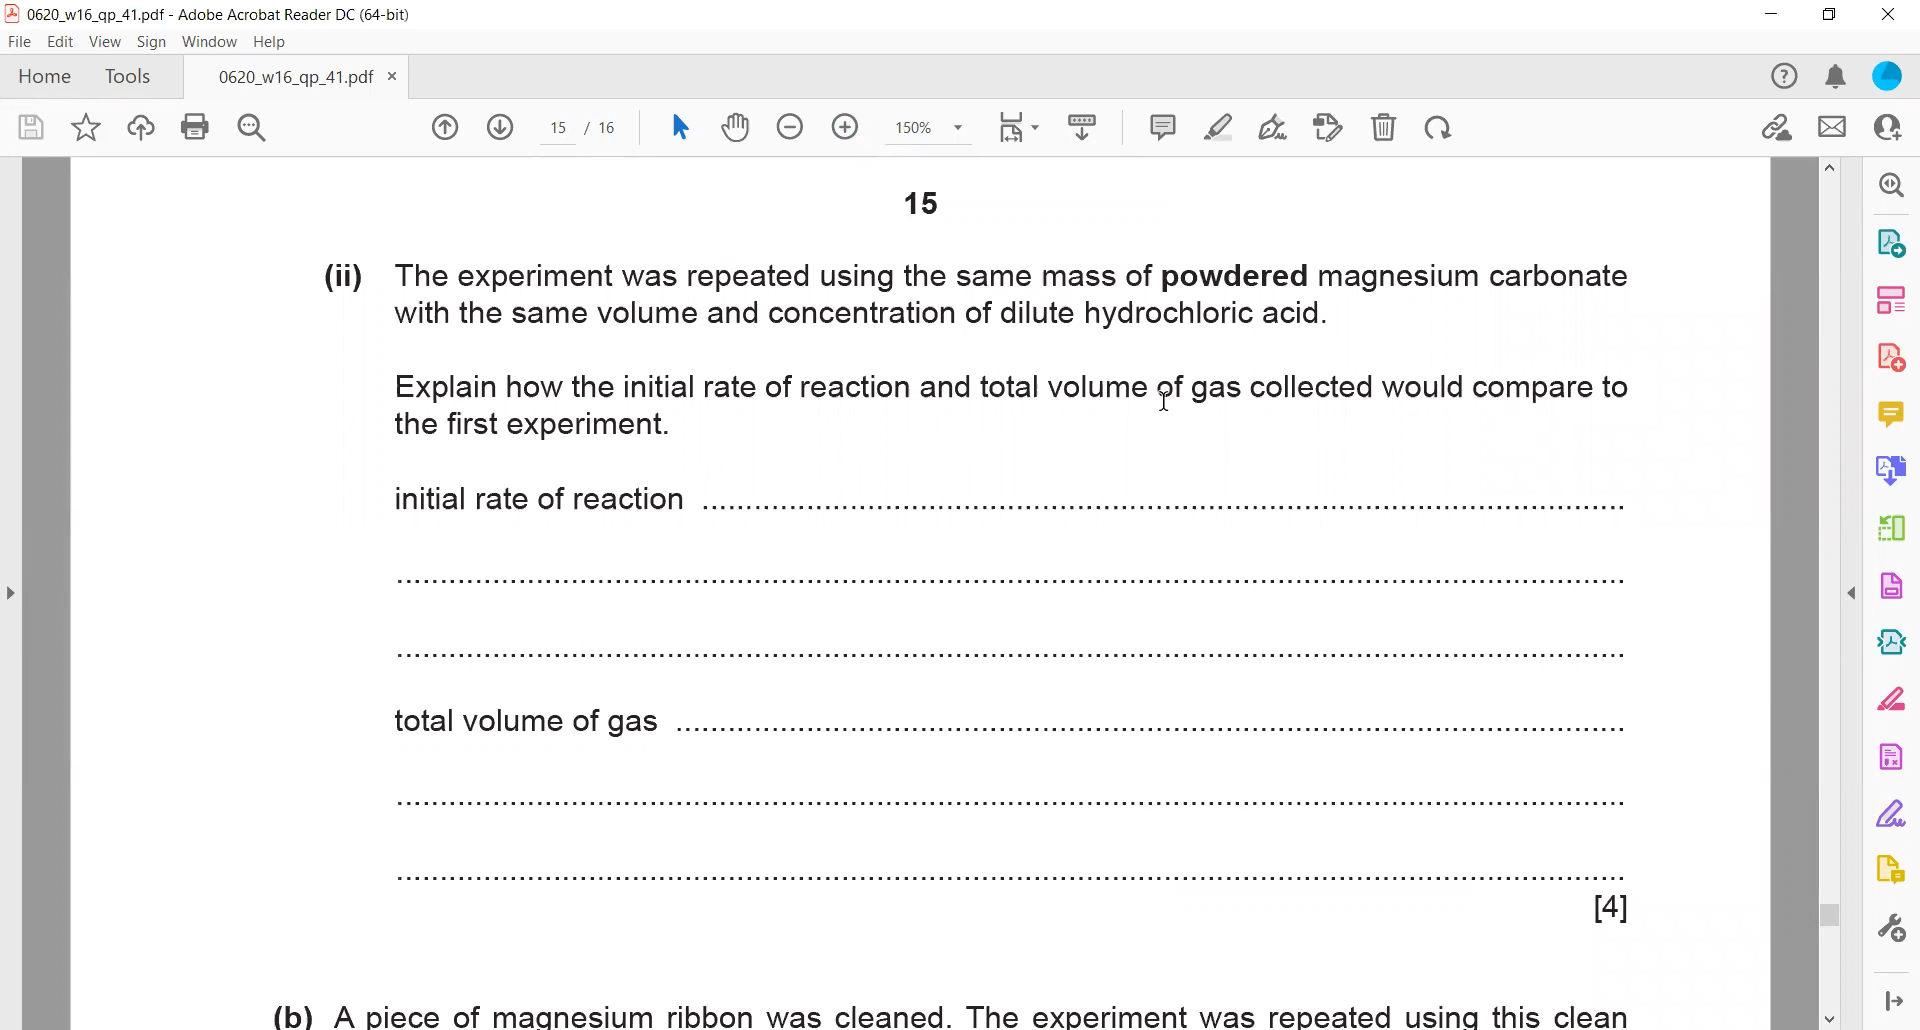 0620_w16_qp_41.pdf - Adobe Acrobat Reader DC (64-bit)
File Edit View Sign Window Help
Home Tools 0620_w16_qp_41.pdf ×
15 / 16 150%
15
(ii) The experiment was repeated using the same mass of powdered magnesium carbonate
with the same volume and concentration of dilute hydrochloric acid.
Explain how the initial rate of reaction and total volume of gas collected would compare to
the first experiment.
initial rate of reaction ..........................................................................................
..........................................................................................
..........................................................................................
total volume of gas ..........................................................................................
..........................................................................................
..........................................................................................
[4]
(b) A piece of magnesium ribbon was cleaned. The experiment was repeated using this clean